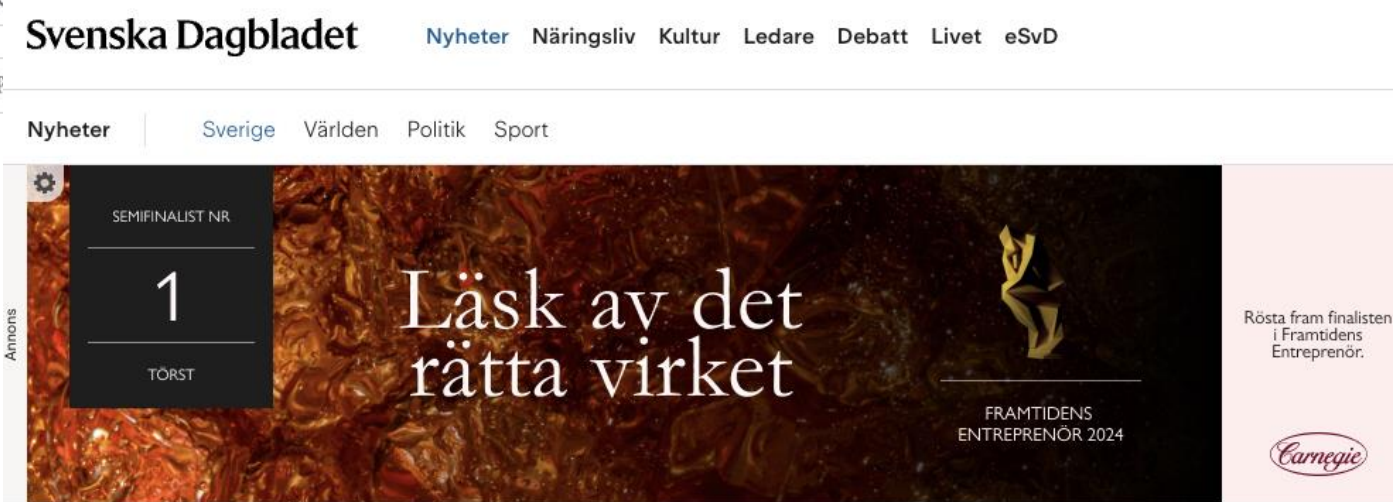 Svenska Dagbladet
Nyheter Näringsliv Kultur Ledare Debatt Livet eSvD
Nyheter
Sverige Världen Politik Sport
Annons
SEMIFINALIST NR
1
TÖRST
Läsk av det
rätta virket
FRAMTIDENS
ENTREPRENÖR 2024
Rösta fram finalisten
i Framtidens
Entreprenör.
Carnegie